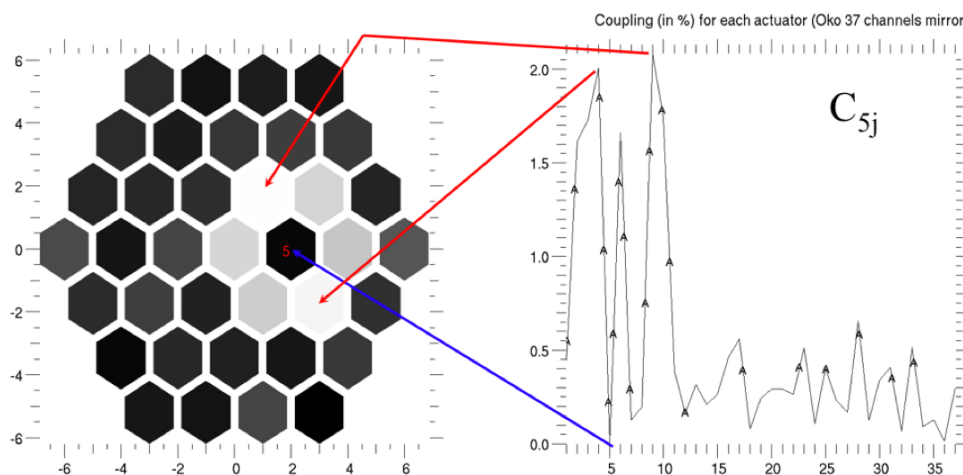 Coupling (in %) for each actuator (Oko 37 channels mirror
C5j
5
6
4
2
0
-2
-4
-6
-6 -4 -2 0 2 4 6
2.0
1.5
1.0
0.5
0.0
5 10 15 20 25 30 35
A A A A A A A A A A A A A A A A A A A A